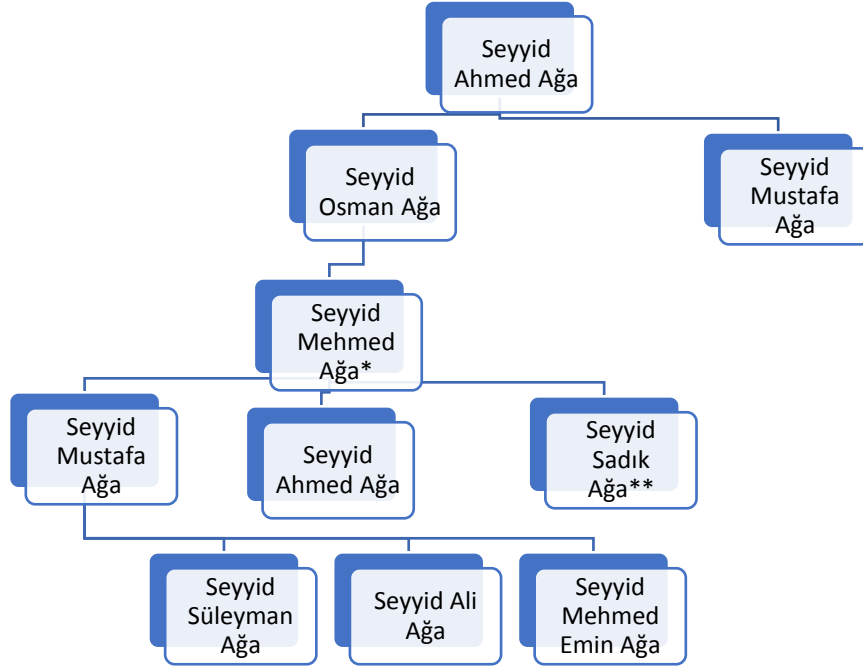 Seyyid
Ahmed Ağa
Seyyid
Osman Ağa
Seyyid
Mustafa
Ağa
Seyyid
Mehmed
Ağa*
Seyyid
Mustafa
Ağa
Seyyid
Ahmed Ağa
Seyyid
Sadık
Ağa**
Seyyid
Süleyman
Ağa
Seyyid Ali
Ağa
Seyyid
Mehmed
Emin Ağa